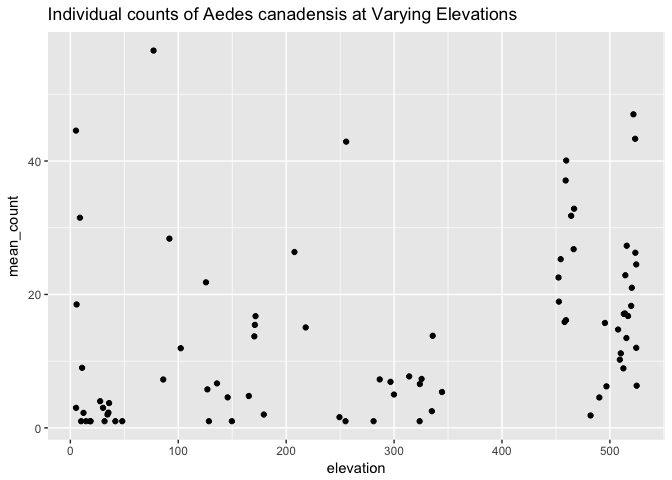 Individual counts of Aedes canadensis at Varying Elevations
mean_count
40
20
0
0 100 200 300 400 500
elevation